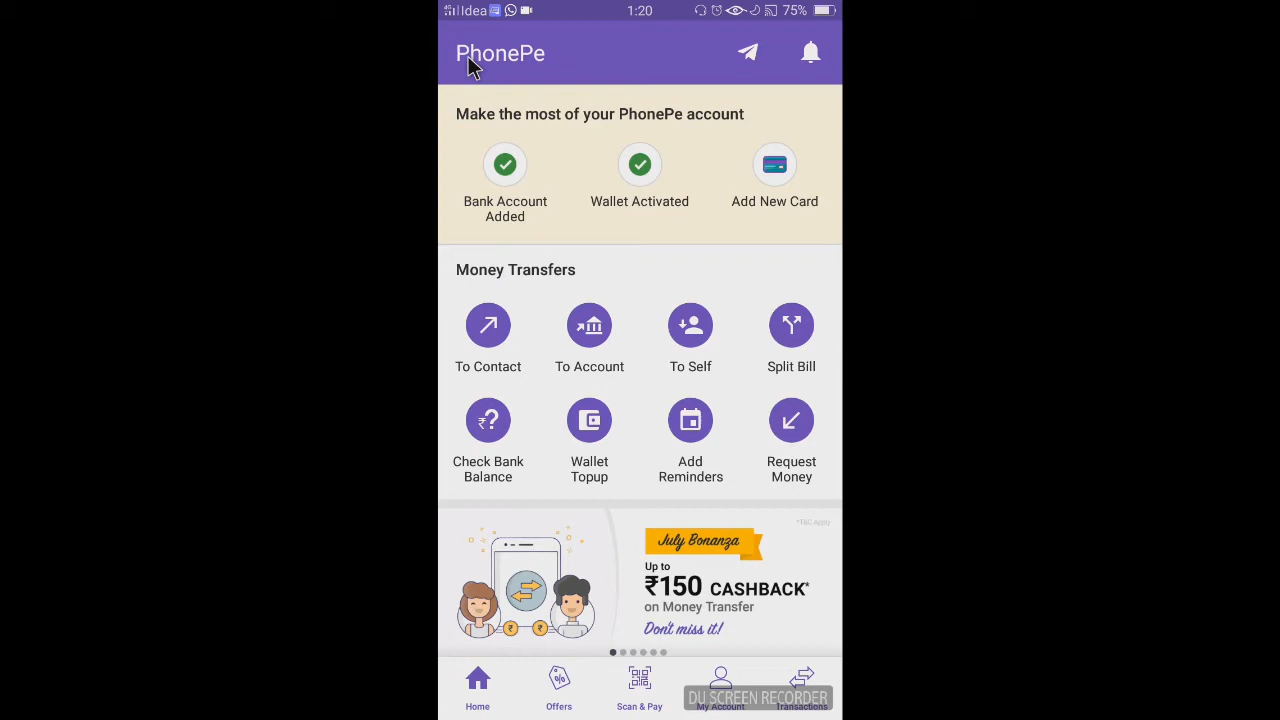 4G Idea 1:20 75%
PhonePe
Make the most of your PhonePe account
Bank Account Added
Wallet Activated
Add New Card
Money Transfers
To Contact
To Account
To Self
Split Bill
Check Bank
Balance
Wallet
Topup
Add
Reminders
Request
Money
*T&C Apply
July Bonanza
Up to
₹150 CASHBACK*
on Money Transfer
Don't miss it!
Home
Offers
Scan & Pay
My Account
Transactions
DU SCREEN RECORDER